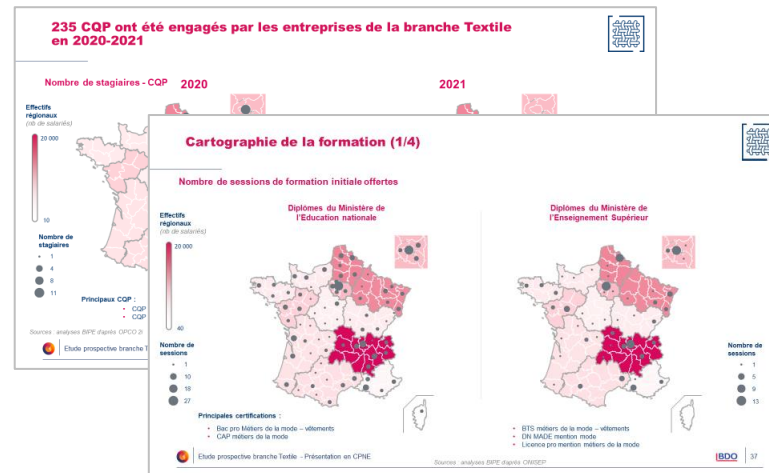 235 CQP ont été engagés par les entreprises de la branche Textile
en 2020-2021
Nombre de stagiaires - CQP
2020
2021
Effectifs
régionaux
(nb de salariés)
20 000
10
Nombre de
stagiaires
1
4
8
11
Principaux CQP :
CQP
CQP
Sources : analyses BIPE d'après OPCO 2i
Etude prospective branche T
Cartographie de la formation (1/4)
Nombre de sessions de formation initiale offertes
Effectifs
régionaux
(nb de salariés)
20 000
40
Nombre de
sessions
1
10
18
27
Diplômes du Ministère de
l'Education nationale
Principales certifications :
Bac pro Métiers de la mode – vêtements
CAP métiers de la mode
Diplômes du Ministère de
l'Enseignement Supérieur
BTS métiers de la mode – vêtements
DN MADE mention mode
Licence pro mention métiers de la mode
Nombre de
sessions
1
5
9
13
Etude prospective branche Textile - Présentation en CPNE
Sources : analyses BIPE d'après ONISEP
BDO
37